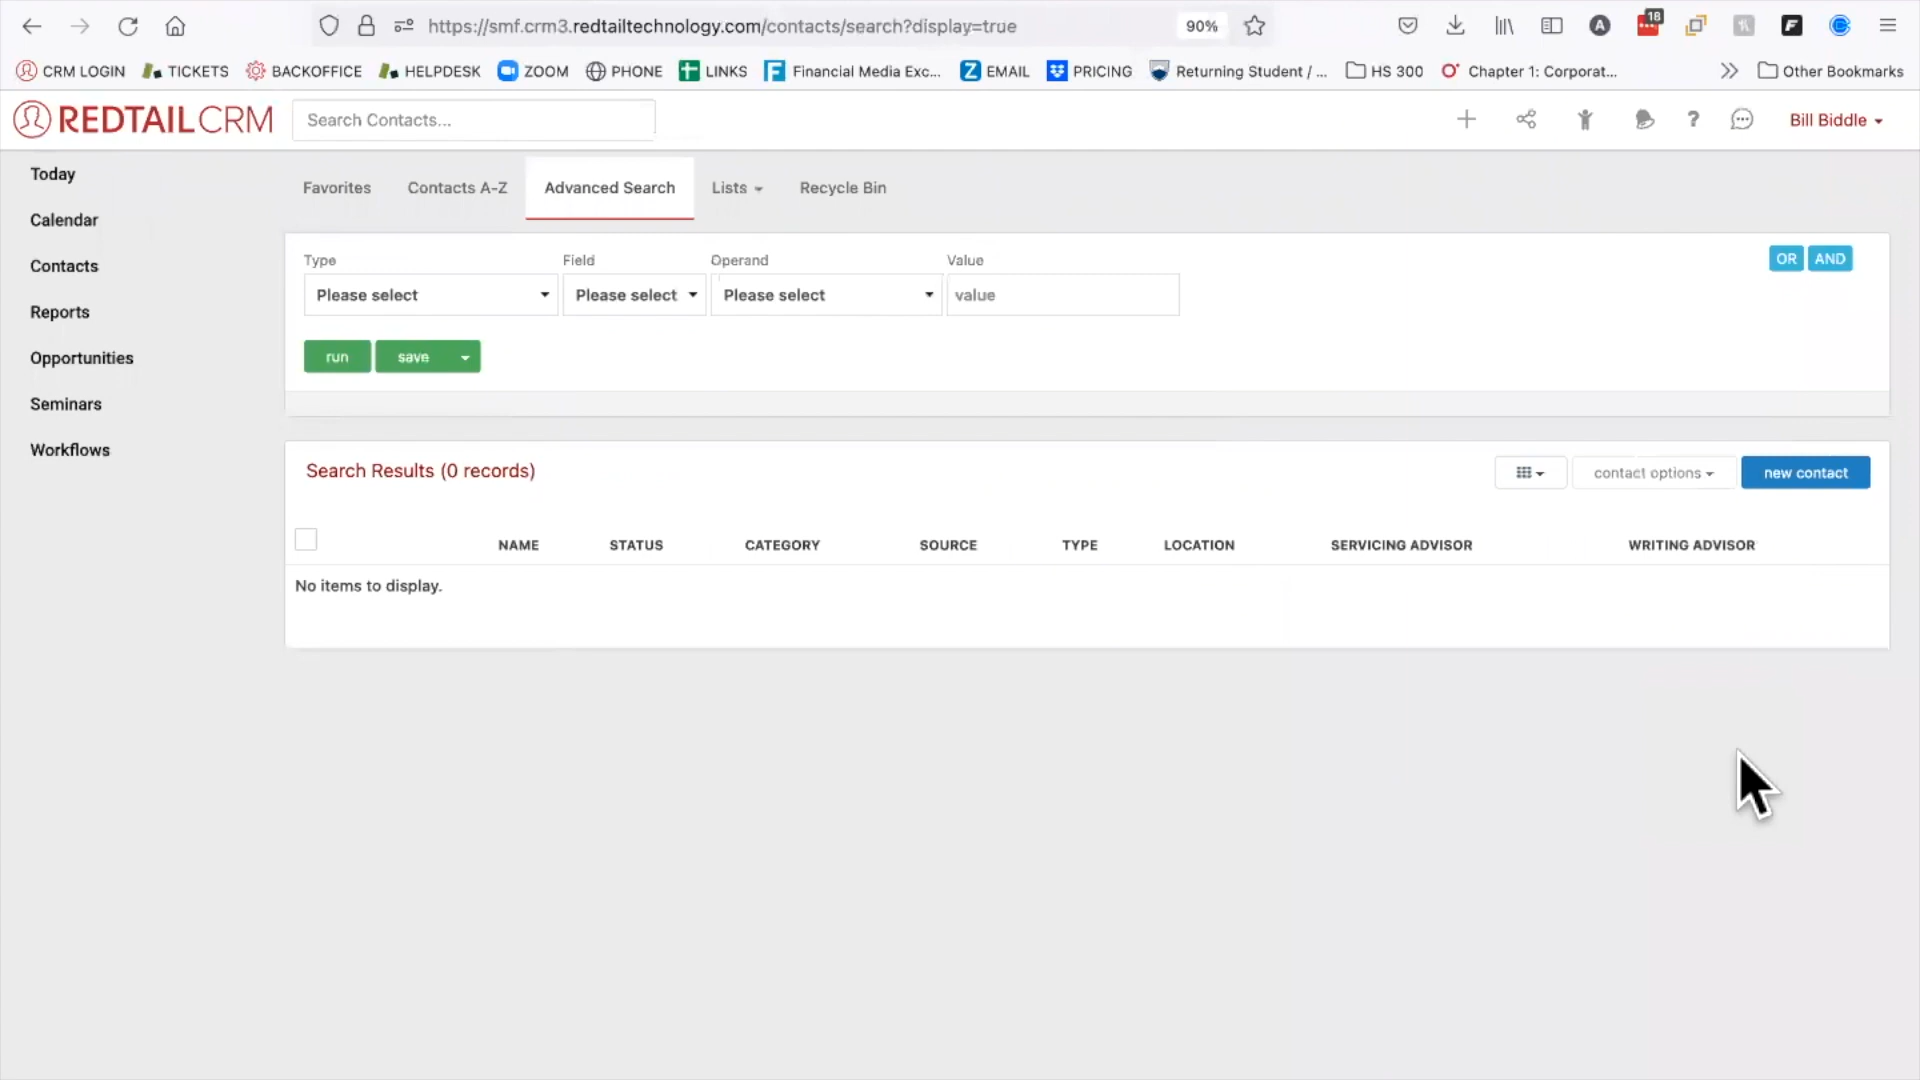 https://smf.crm3.redtailtechnology.com/contacts/search?display=true 90% A 18 F
CRM LOGIN TICKETS BACKOFFICE HELPDESK ZOOM PHONE LINKS Financial Media Exc... EMAIL PRICING Returning Student / ... HS 300 Chapter 1: Corporat... Other Bookmarks
REDTAILCRM Search Contacts... ? Bill Biddle
Today
Calendar
Contacts
Reports
Opportunities
Seminars
Workflows
Favorites Contacts A-Z Advanced Search Lists Recycle Bin
Type Field Operand Value OR AND
Please select Please select Please select value
run save
Search Results (0 records) contact options new contact
NAME STATUS CATEGORY SOURCE TYPE LOCATION SERVICING ADVISOR WRITING ADVISOR
No items to display.